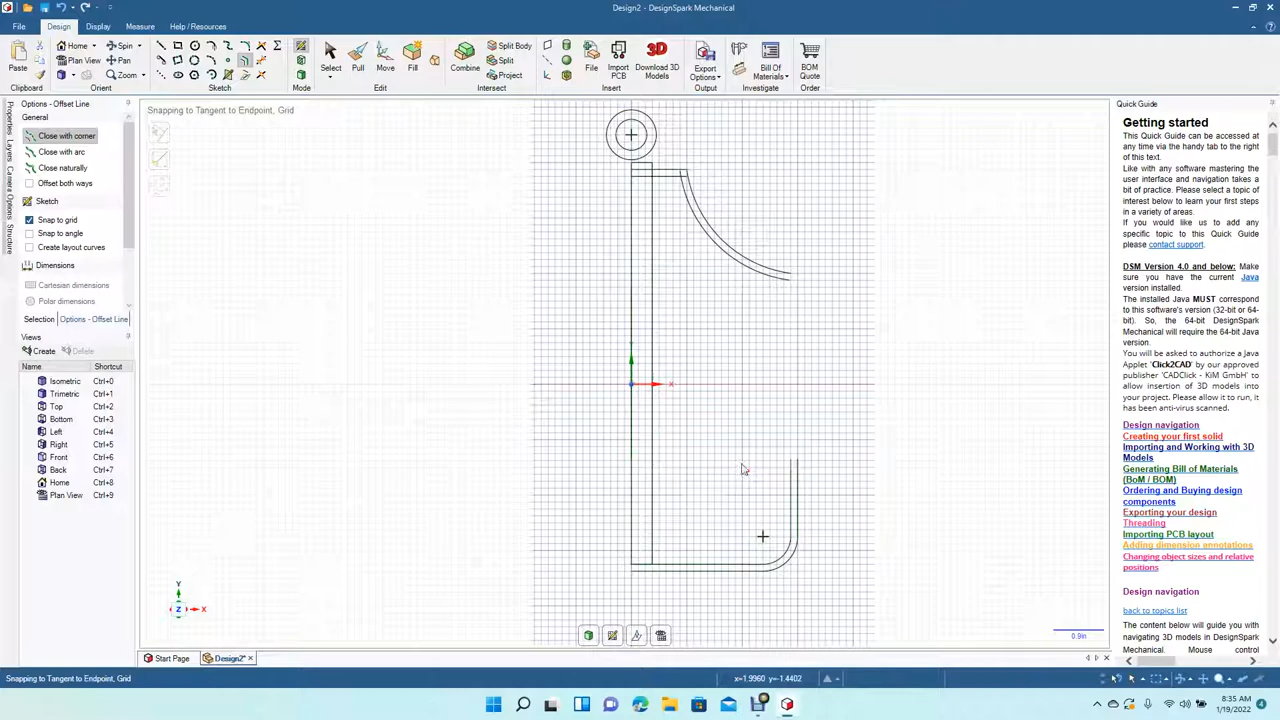 Design2 - DesignSpark Mechanical
File Design Display Measure Help / Resources
Paste Home Spin Plan View Pan Zoom Select Pull Move Fill Combine Split Body Split Project File Import PCB Download 3D Models Export Options Bill Of Materials BOM Quote
Clipboard Orient Sketch Mode Edit Intersect Insert Output Investigate Order
Options - Offset Line
General
Close with corner
Close with arc
Close naturally
Offset both ways
Sketch
Snap to grid
Snap to angle
Create layout curves
Dimensions
Cartesian dimensions
Polar dimensions
Selection Options - Offset Line
Properties Layers Camera Options Structure
Views
Create Delete
Name Shortcut
Isometric Ctrl+0
Trimetric Ctrl+1
Top Ctrl+2
Bottom Ctrl+3
Left Ctrl+4
Right Ctrl+5
Front Ctrl+6
Back Ctrl+7
Home Ctrl+8
Plan View Ctrl+9
Snapping to Tangent to Endpoint, Grid
X
Y
Z X
0.9in
Quick Guide
Getting started
This Quick Guide can be accessed at
any time via the handy tab to the right
of this text.
Like with any software mastering the
user interface and navigation takes a
bit of practice. Please select a topic of
interest below to learn your first steps
in a variety of areas.
If you would like us to add any
specific topic to this Quick Guide
please contact support.
DSM Version 4.0 and below: Make
sure you have the current Java
version installed.
The installed Java MUST correspond
to this software's version (32-bit or 64-
bit). So, the 64-bit DesignSpark
Mechanical will require the 64-bit Java
version.
You will be asked to authorize a Java
Applet 'Click2CAD' by our approved
publisher 'CADClick - KiM GmbH' to
allow insertion of 3D models into
your project. Please allow it to run, it
has been anti-virus scanned.
Design navigation
Creating your first solid
Importing and Working with 3D
Models
Generating Bill of Materials
(BoM / BOM)
Ordering and Buying design
components
Exporting your design
Threading
Importing PCB layout
Adding dimension annotations
Changing object sizes and relative
positions
Design navigation
back to topics list
The content below will guide you with
navigating 3D models in DesignSpark
Mechanical. Mouse control
Start Page Design2*
Snapping to Tangent to Endpoint, Grid x=1.9960 y=-1.4402
8:35 AM
1/19/2022